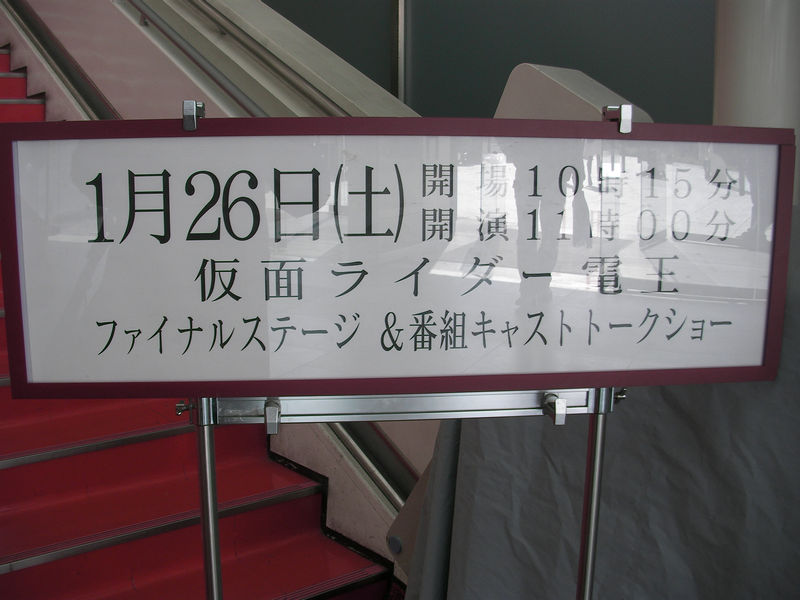 1月26日(土) 開場10時15分
開演11時00分
仮面ライダー電王
ファイナルステージ &番組キャストトークショー